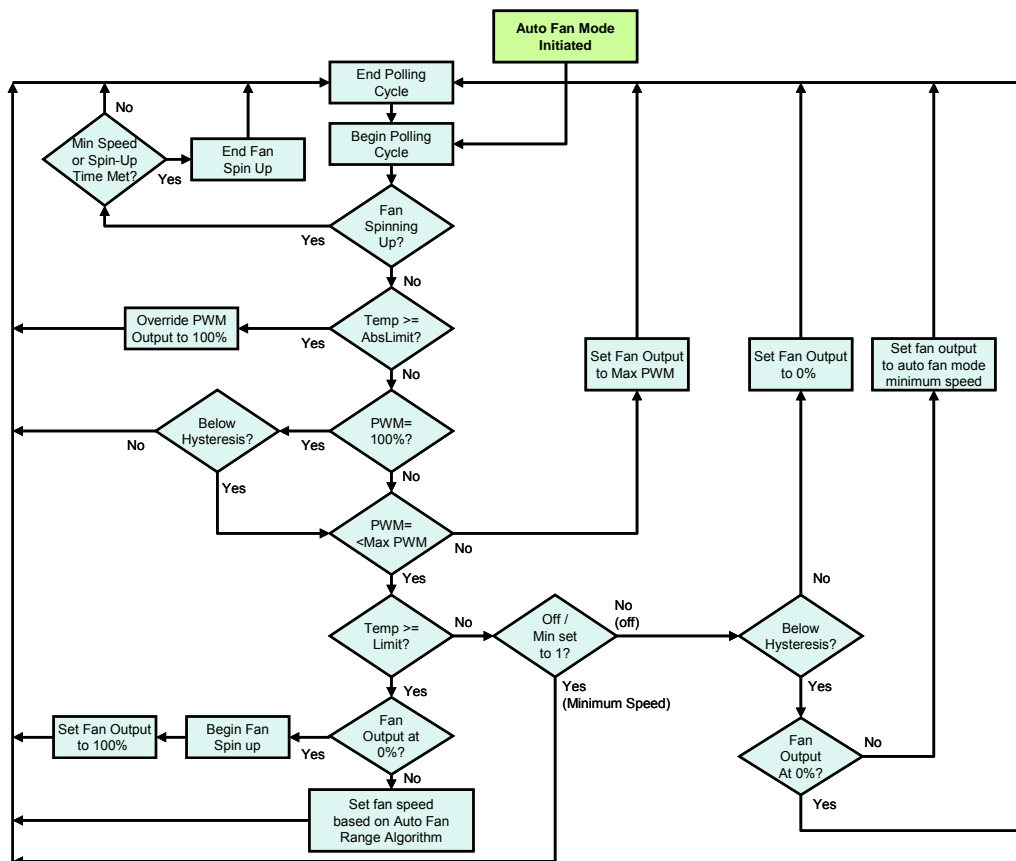 Auto Fan Mode
Initiated
End Polling
Cycle
Begin Polling
Cycle
No
Min Speed
or Spin-Up
Time Met?
Yes
End Fan
Spin Up
Fan
Spinning
Up?
Yes
No
Temp >=
AbsLimit?
Yes
Override PWM
Output to 100%
No
PWM=
100%?
Yes
Below
Hysteresis?
No
Yes
No
PWM=
<Max PWM
No
Set Fan Output
to Max PWM
Yes
Temp >=
Limit?
No
Off /
Min set
to 1?
No
(off)
Yes
(Minimum Speed)
Below
Hysteresis?
No
Set Fan Output
to 0%
Yes
Fan
Output
At 0%?
No
Set fan output
to auto fan mode
minimum speed
Yes
Yes
Fan
Output at
0%?
Yes
Begin Fan
Spin up
Set Fan Output
to 100%
No
Set fan speed
based on Auto Fan
Range Algorithm